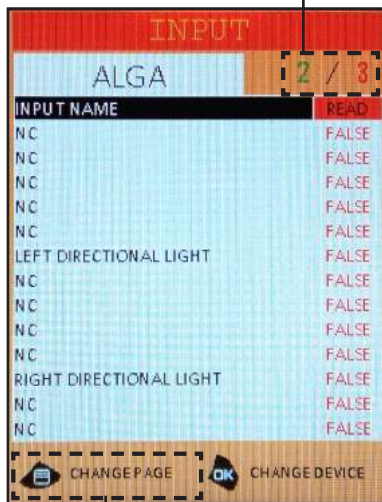 INPUT
ALGA 2 / 3
INPUT NAME READ
NC FALSE
NC FALSE
NC FALSE
NC FALSE
NC FALSE
LEFT DIRECTIONAL LIGHT FALSE
NC FALSE
NC FALSE
NC FALSE
NC FALSE
RIGHT DIRECTIONAL LIGHT FALSE
NC FALSE
NC FALSE
CHANGE PAGE OK CHANGE DEVICE